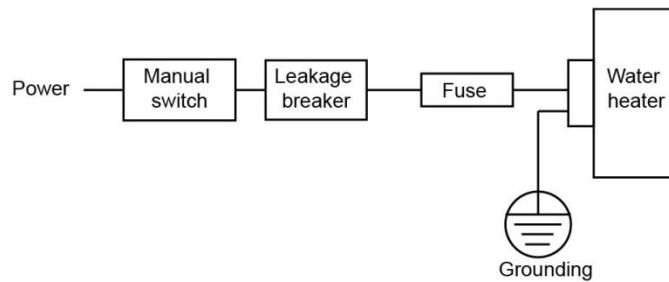 Power
Manual
switch
Leakage
breaker
Fuse
Water
heater
Grounding